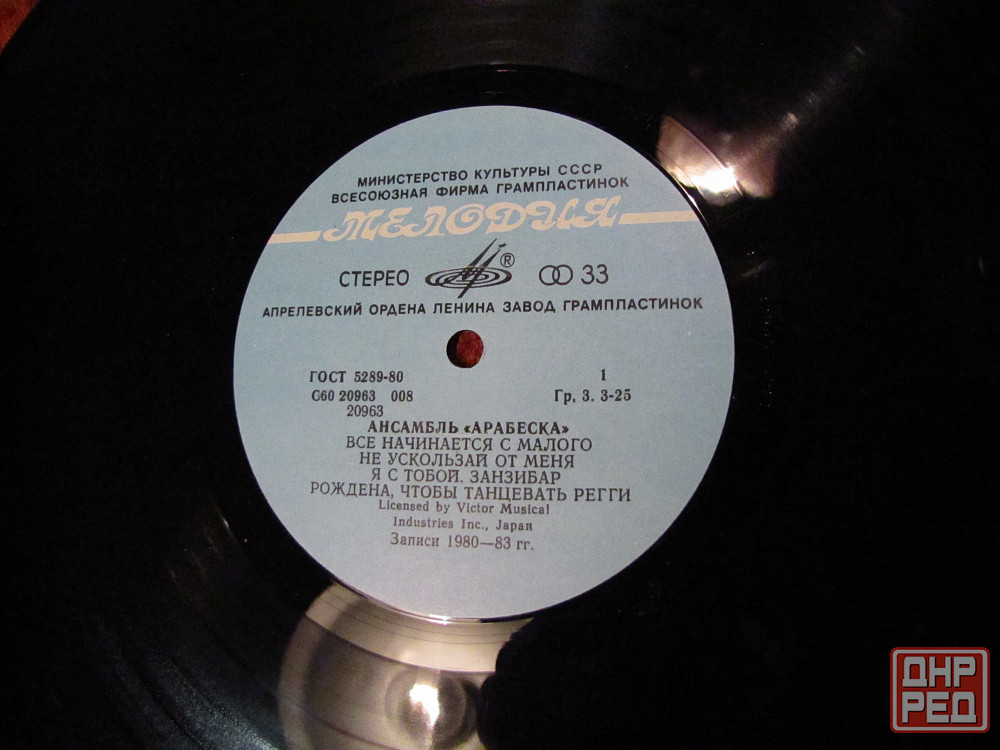 МИНИСТЕРСТВО КУЛЬТУРЫ СССР
ВСЕСОЮЗНАЯ ФИРМА ГРАМПЛАСТИНОК
МЕЛОДИЯ
СТЕРЕО ® 33
АПРЕЛЕВСКИЙ ОРДЕНА ЛЕНИНА ЗАВОД ГРАМПЛАСТИНОК
ГОСТ 5289-80 1
С60 20963 008 Гр. 3. 3-25
20963
АНСАМБЛЬ «АРАБЕСКА»
ВСЕ НАЧИНАЕТСЯ С МАЛОГО
НЕ УСКОЛЬЗАЙ ОТ МЕНЯ
Я С ТОБОЙ. ЗАНЗИБАР
РОЖДЕНА, ЧТОБЫ ТАНЦЕВАТЬ РЕГГИ
Licensed by Victor Musical
Industries Inc., Japan
Записи 1980—83 гг.
ДНР
РЕД